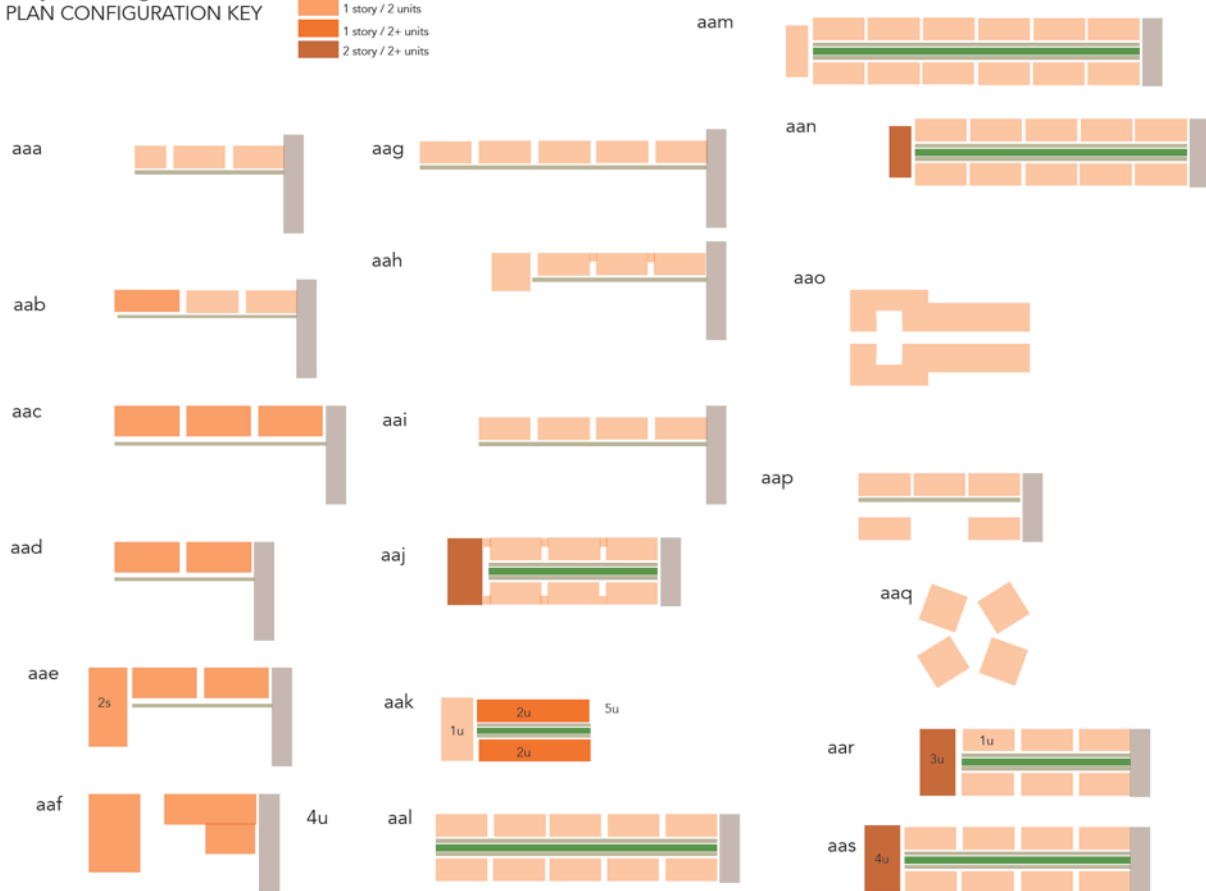 PLAN CONFIGURATION KEY
1 story / 2 units
1 story / 2+ units
2 story / 2+ units
aaa
aab
aac
aad
aae
2s
aaf
4u
aag
aah
aai
aaj
aak
1u
2u
2u
5u
aal
aam
aan
aao
aap
aaq
aar
3u
1u
aas
4u